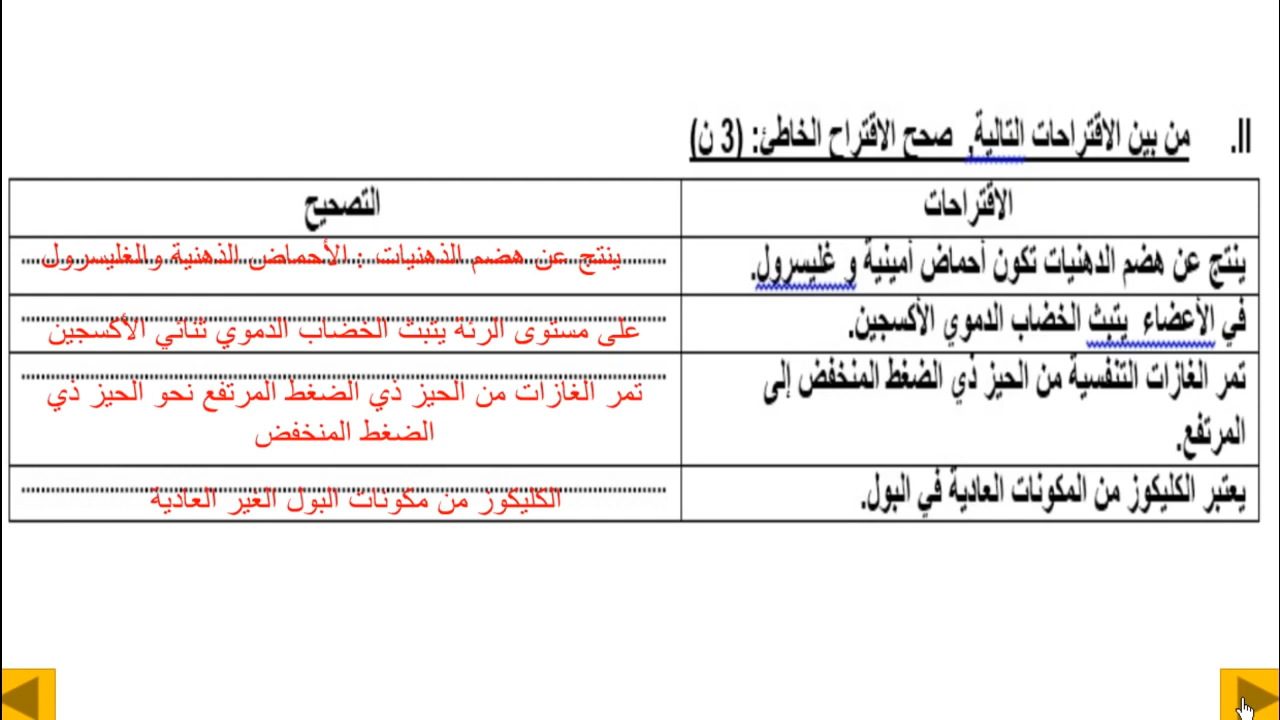 II. من بين الاقتراحات التالية, صحح الاقتراح الخاطئ: (3 ن)
الاقتراحات
التصحيح
ينتج عن هضم الدهنيات تكون أحماض أمينية و غليسرول.
ينتج عن هضم الذهنيات : الأحماض الذهنية والغليسرول
في الأعضاء يتبث الخضاب الدموي الأكسجين.
على مستوى الرئة يتبث الخضاب الدموي ثنائي الأكسجين
تمر الغازات التنفسية من الحيز ذي الضغط المنخفض إلى
المرتفع.
تمر الغازات من الحيز ذي الضغط المرتفع نحو الحيز ذي
الضغط المنخفض
يعتبر الكليكوز من المكونات العادية في البول.
الكليكوز من مكونات البول الغير العادية